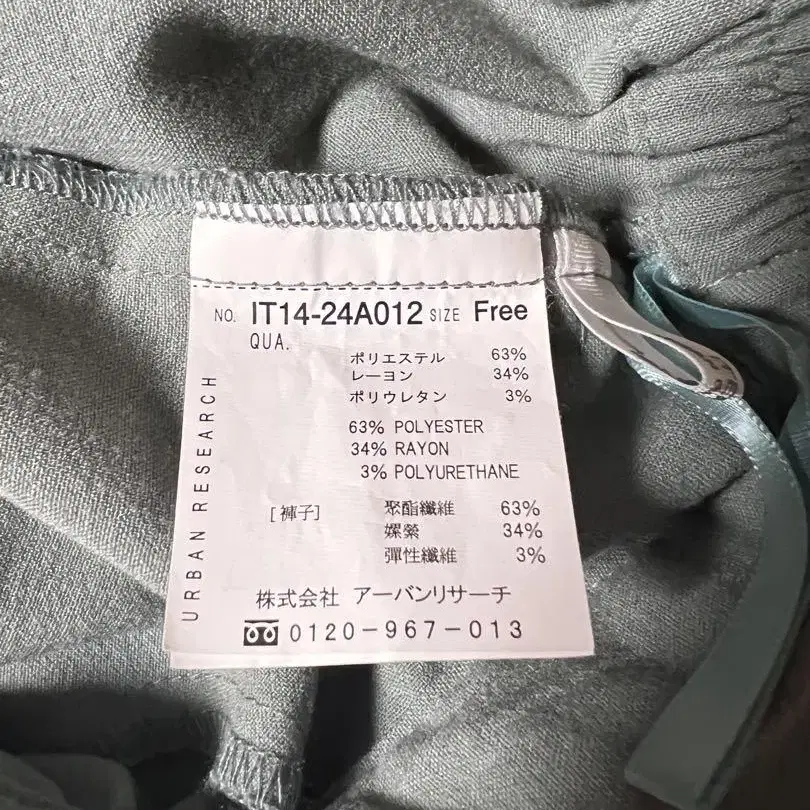 NO. IT14-24A012 SIZE Free
QUA.
ポリエステル 63%
レーヨン 34%
ポリウレタン 3%
63% POLYESTER
34% RAYON
3% POLYURETHANE
[褲子] 聚酯纖維 63%
嫘縈 34%
彈性纖維 3%
株式会社 アーバンリサーチ
0120-967-013
URBAN RESEARCH